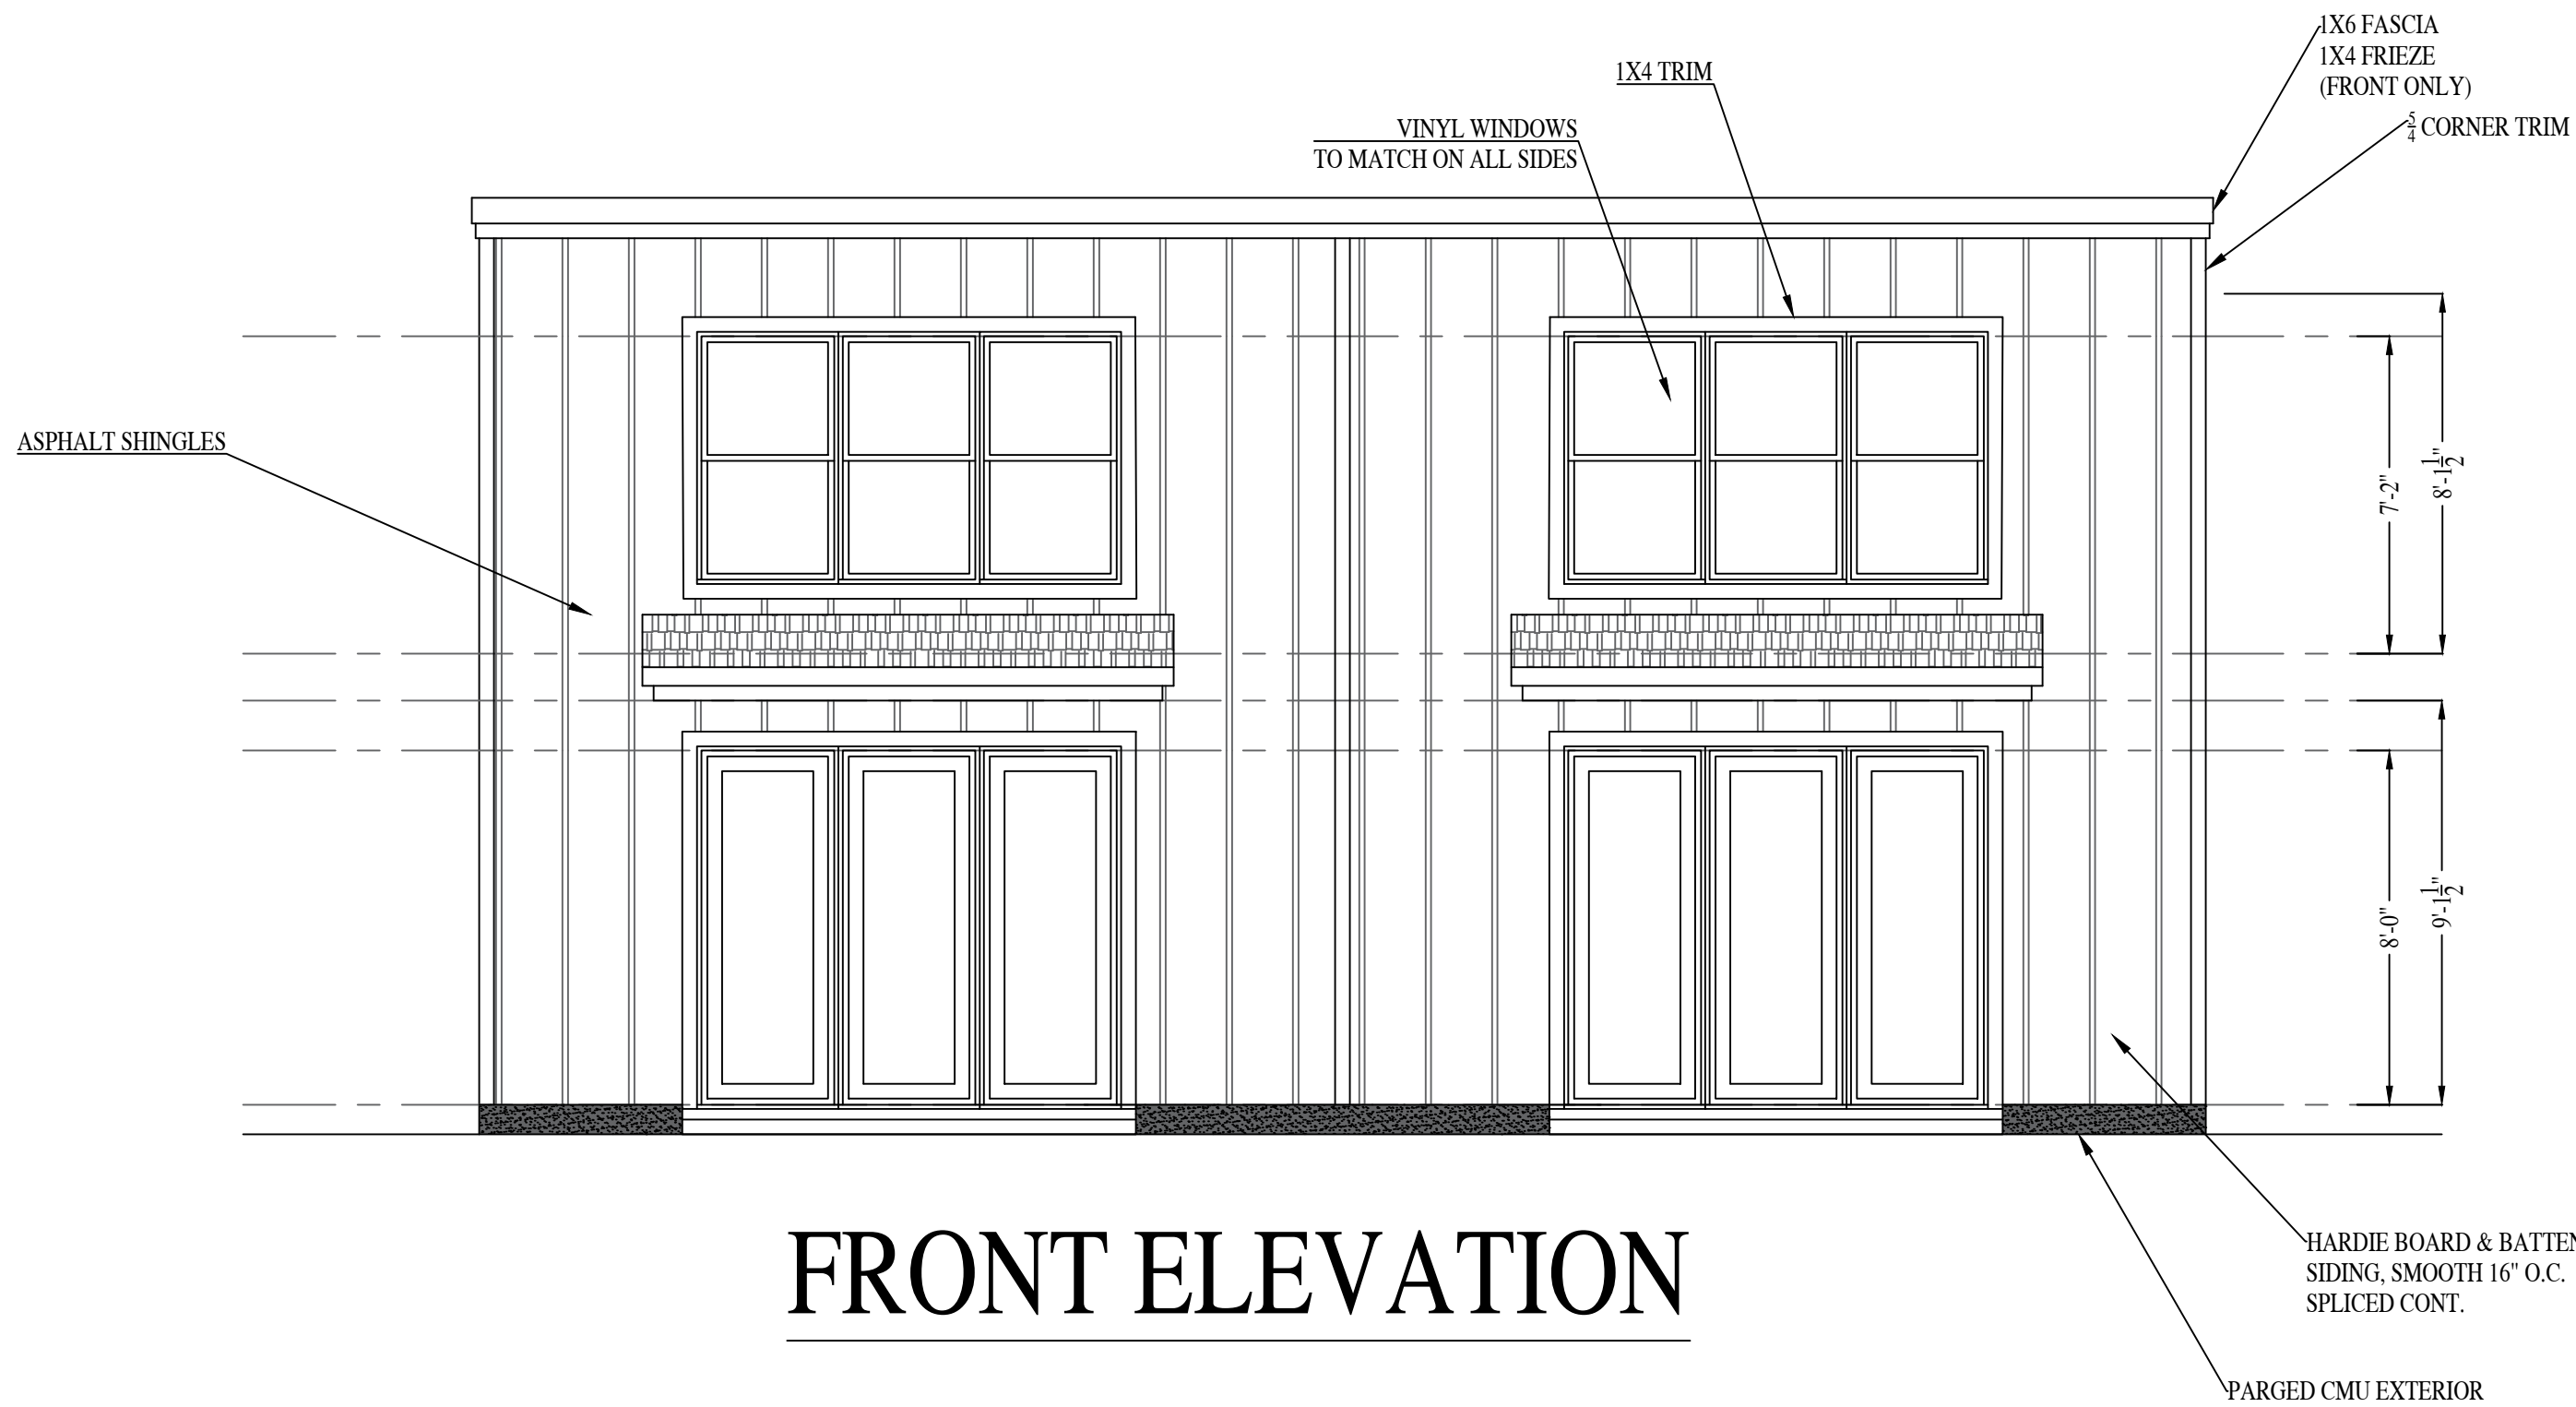 1X6 FASCIA
1X4 FRIEZE
(FRONT ONLY)
5/4 CORNER TRIM
1X4 TRIM
VINYL WINDOWS
TO MATCH ON ALL SIDES
ASPHALT SHINGLES
7'-2"
8'-1 1/2"
8'-0"
9'-1 1/2"
FRONT ELEVATION
HARDIE BOARD & BATTEN
SIDING, SMOOTH 16" O.C.
SPLICED CONT.
PARGED CMU EXTERIOR